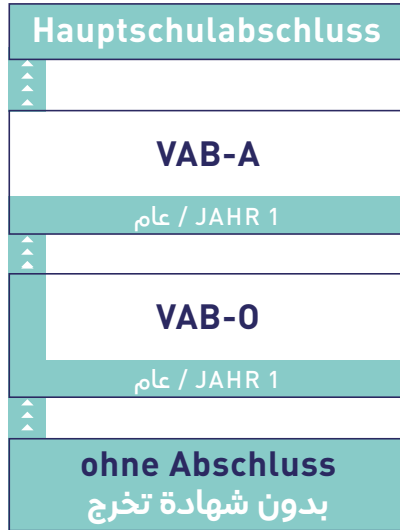 Hauptschulabschluss
VAB-A
عام / JAHR 1
VAB-O
عام / JAHR 1
ohne Abschluss
بدون شهادة تخرج